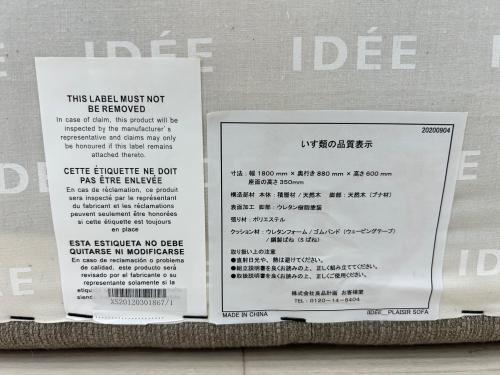 IDÉE
IDÉE
IDÉE
THIS LABEL MUST NOT
BE REMOVED
In case of claim, this product will be
inspected by the manufacturer`s
representative and claims may only
be honoured if this label remains
attached thereto.
CETTE ÉTIQUETTE NE DOIT
PAS ÊTRE ENLEVÉE
En cas de réclamation, ce produit
sera inspecté par le représentant
du fabricant et les réclamations
peuvent seulement être honorées
si cette étiquette est toujours
en place
ESTA ESTIQUETA NO DEBE
QUITARSE NI MODIFICARSE
En caso de reclamación o problema
de calidad, este producto será
revisado por el fabricante o su
representante solamente si la
XS20120301867/1
20200904
いす類の品質表示
寸法：幅 1800mm × 奥行き 880mm × 高さ 600mm
座面の高さ 350mm
構造部材 本体：積層材／天然木 脚部：天然木（ブナ材）
表面加工 脚部：ウレタン樹脂塗装
張り材：ポリエステル
クッション材：ウレタンフォーム／ゴムバンド（ウェービングテープ）
／鋼製ばね（Sばね）
取り扱い上の注意
●直射日光や、熱は避けてください。
●組立説明書を良くお読みの上、正しく組み立ててください。
●取扱説明書を良くお読みの上、正しくご使用ください。
株式会社良品計画 お客様室
TEL：0120-14-6404
MADE IN CHINA
IDÉE__PLAISIR SOFA